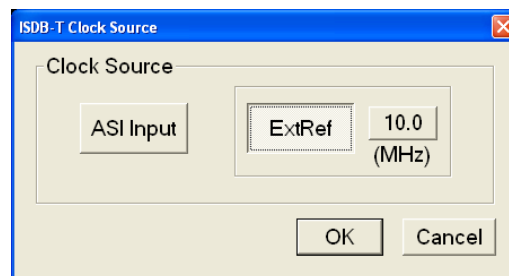 ISDB-T Clock Source
Clock Source
ASI Input
ExtRef
10.0
(MHz)
OK
Cancel